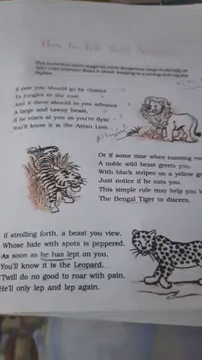 How to tell Wild Animals
If ever you should go by chance
To jungles in the east:
And if there should to you advance
A large and tawny beast,
If he roars at you as you're dyin'
You'll know it is the Asian Lion
Or if some time when roaming
A noble wild beast greets you,
With black stripes on a yellow
Just notice if he eats you.
This simple rule may help you
The Bengal Tiger to discern.
If strolling forth, a beast you view,
Whose hide with spots is peppered,
As soon as he has lept on you,
You'll know it is the Leopard.
'Twill do no good to roar with pain,
He'll only lep and lep again.